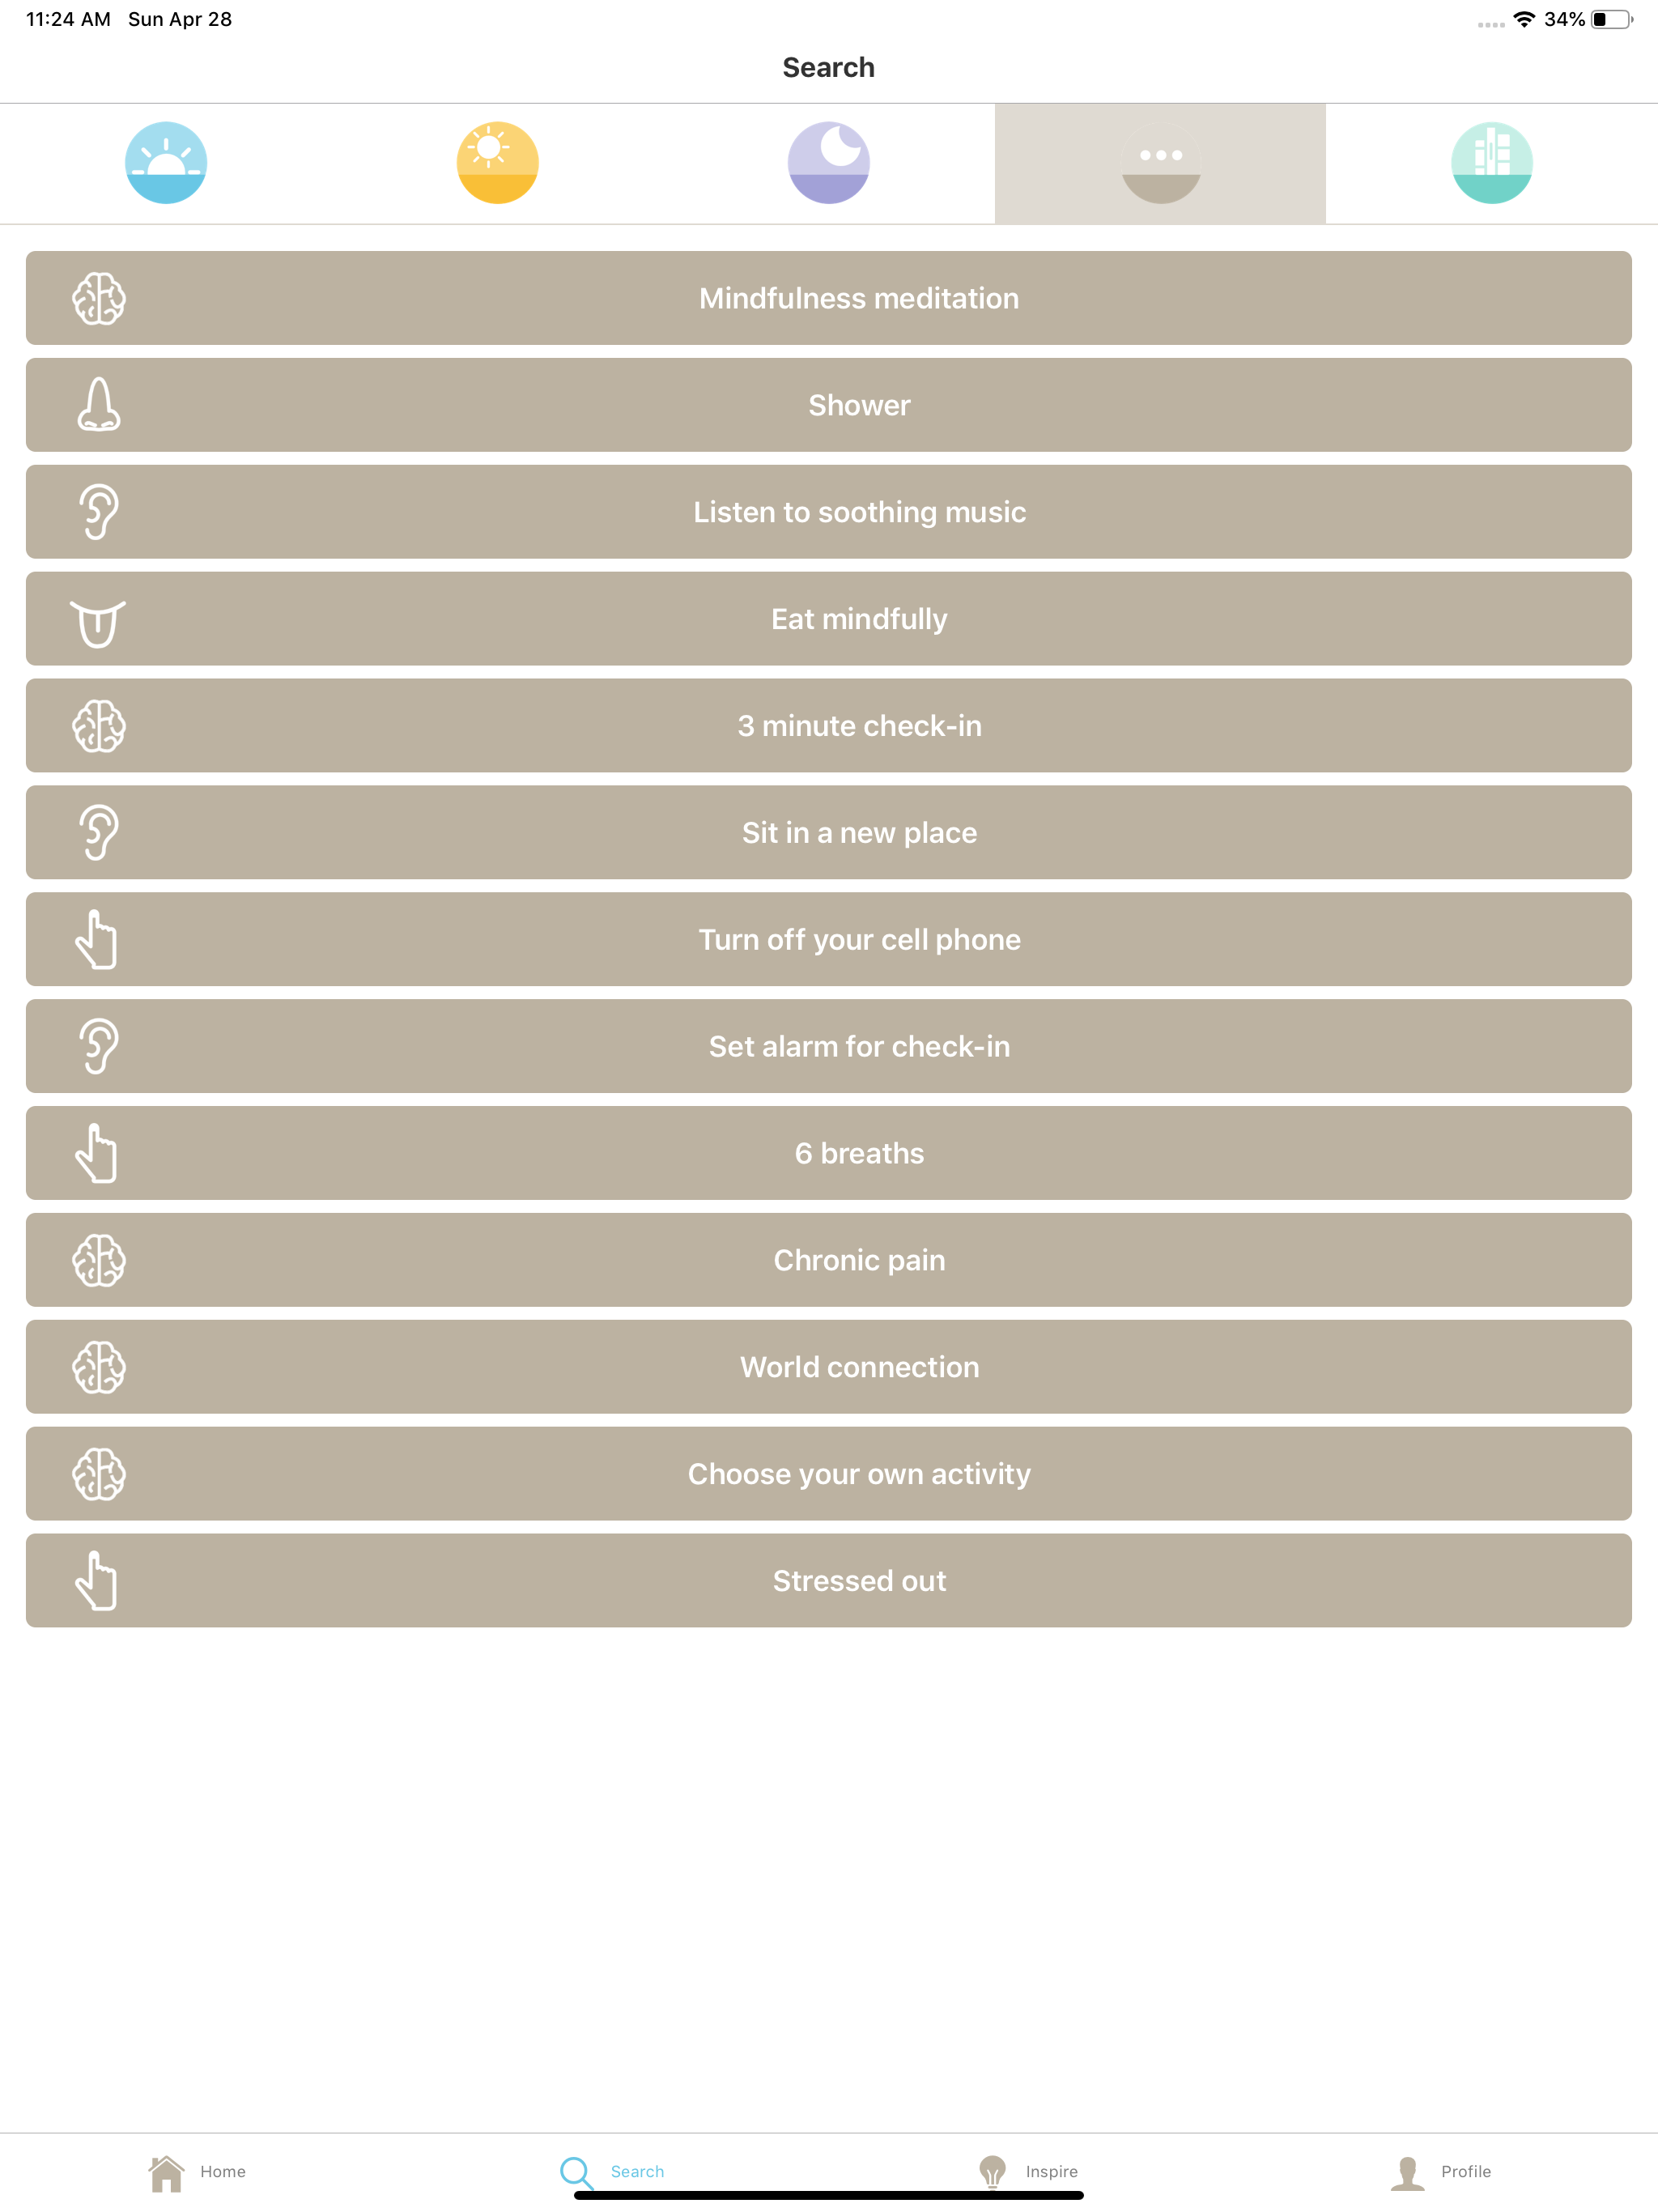 11:24 AM Sun Apr 28
34%
Search
Mindfulness meditation
Shower
Listen to soothing music
Eat mindfully
3 minute check-in
Sit in a new place
Turn off your cell phone
Set alarm for check-in
6 breaths
Chronic pain
World connection
Choose your own activity
Stressed out
Home
Search
Inspire
Profile